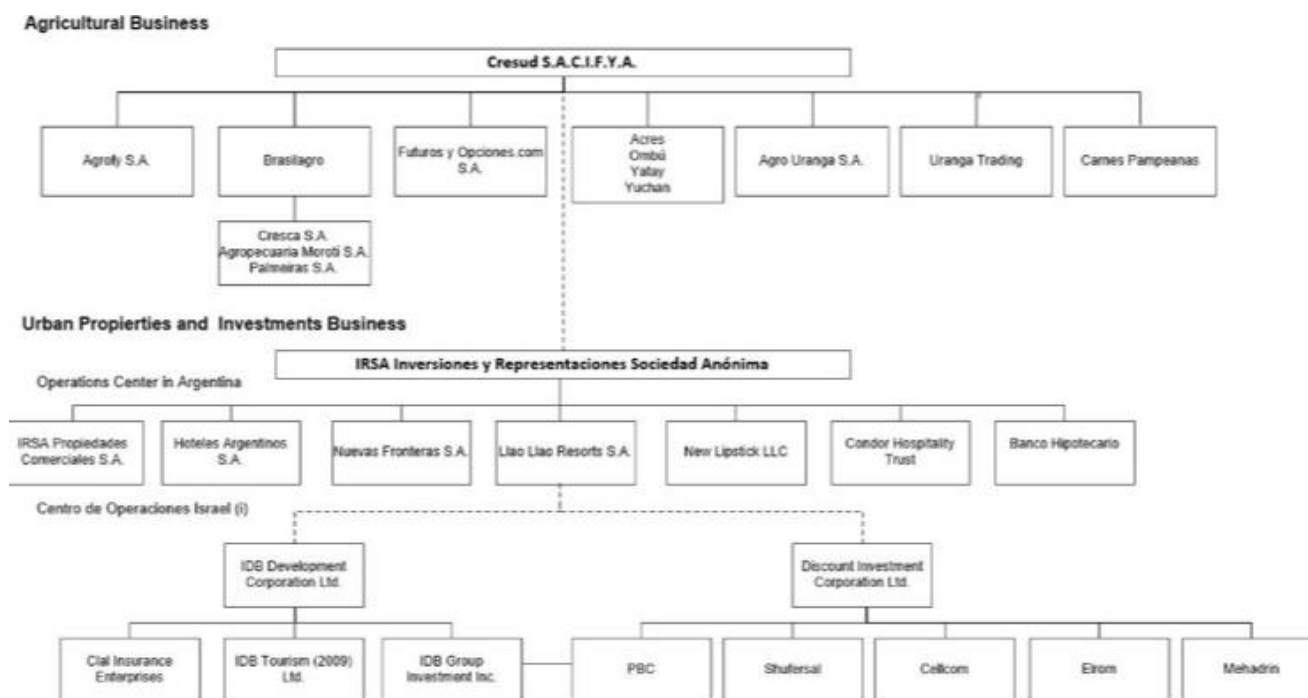 Agricultural Business
Cresud S.A.C.I.F.Y.A.
Agrofy S.A.
Brasilagro
Futuros y Opciones.com
S.A.
Acres
Ombú
Yatay
Yuchan
Agro Uranga S.A.
Uranga Trading
Carnes Pampeanas
Cresca S.A.
Agropecuaria Moroti S.A.
Palmeiras S.A.
Urban Propierties and Investments Business
IRSA Inversiones y Representaciones Sociedad Anónima
Operations Center in Argentina
IRSA Propiedades
Comerciales S.A.
Hoteles Argentinos
S.A.
Nuevas Fronteras S.A.
Llao Llao Resorts S.A.
New Lipstick LLC
Condor Hospitality
Trust
Banco Hipotecario
Centro de Operaciones Israel (i)
IDB Development
Corporation Ltd.
Discount Investment
Corporation Ltd.
Clal Insurance
Enterprises
IDB Tourism (2009)
Ltd.
IDB Group
Investment Inc.
PBC
Shufersal
Cellcom
Elron
Mehadrin